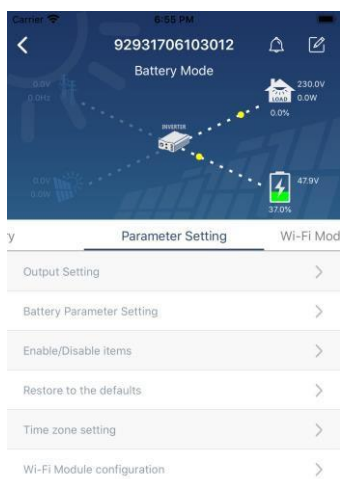 Carrier 6:55 PM
92931706103012
Battery Mode
0.0V
0.0Hz
230.0V
0.0W
LOAD
0.0%
INVERTER
0.0V
0.0W
47.9V
37.0%
y Parameter Setting Wi-Fi Mod
Output Setting
Battery Parameter Setting
Enable/Disable items
Restore to the defaults
Time zone setting
Wi-Fi Module configuration